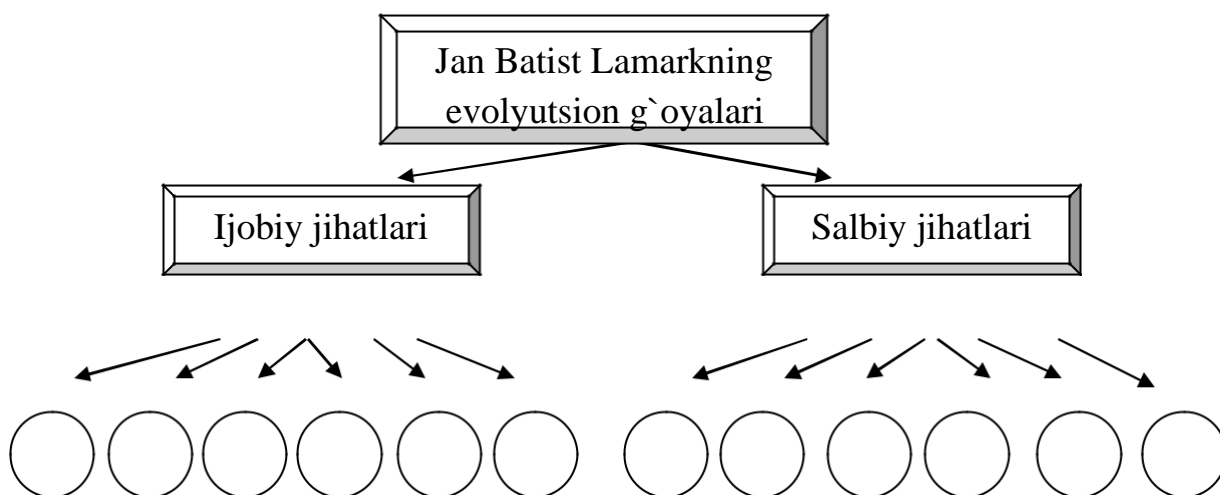 Jan Batist Lamarkning
evolyutsion g`oyalari
Ijobiy jihatlari
Salbiy jihatlari